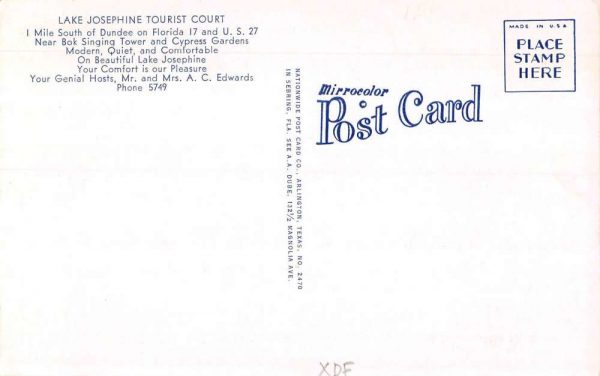 LAKE JOSEPHINE TOURIST COURT
1 Mile South of Dundee on Florida 17 and U. S. 27
Near Bok Singing Tower and Cypress Gardens
Modern, Quiet, and Comfortable
On Beautiful Lake Josephine
Your Comfort is our Pleasure
Your Genial Hosts, Mr. and Mrs. A. C. Edwards
Phone 5749
NATIONWIDE POST CARD CO., ARLINGTON, TEXAS, NO. 2470
IN SEBRING, FLA. SEE A.A. DUBE, 132½ MAGNOLIA AVE.
Mirrocolor
Post Card
MADE IN U.S.A
PLACE
STAMP
HERE
XDF